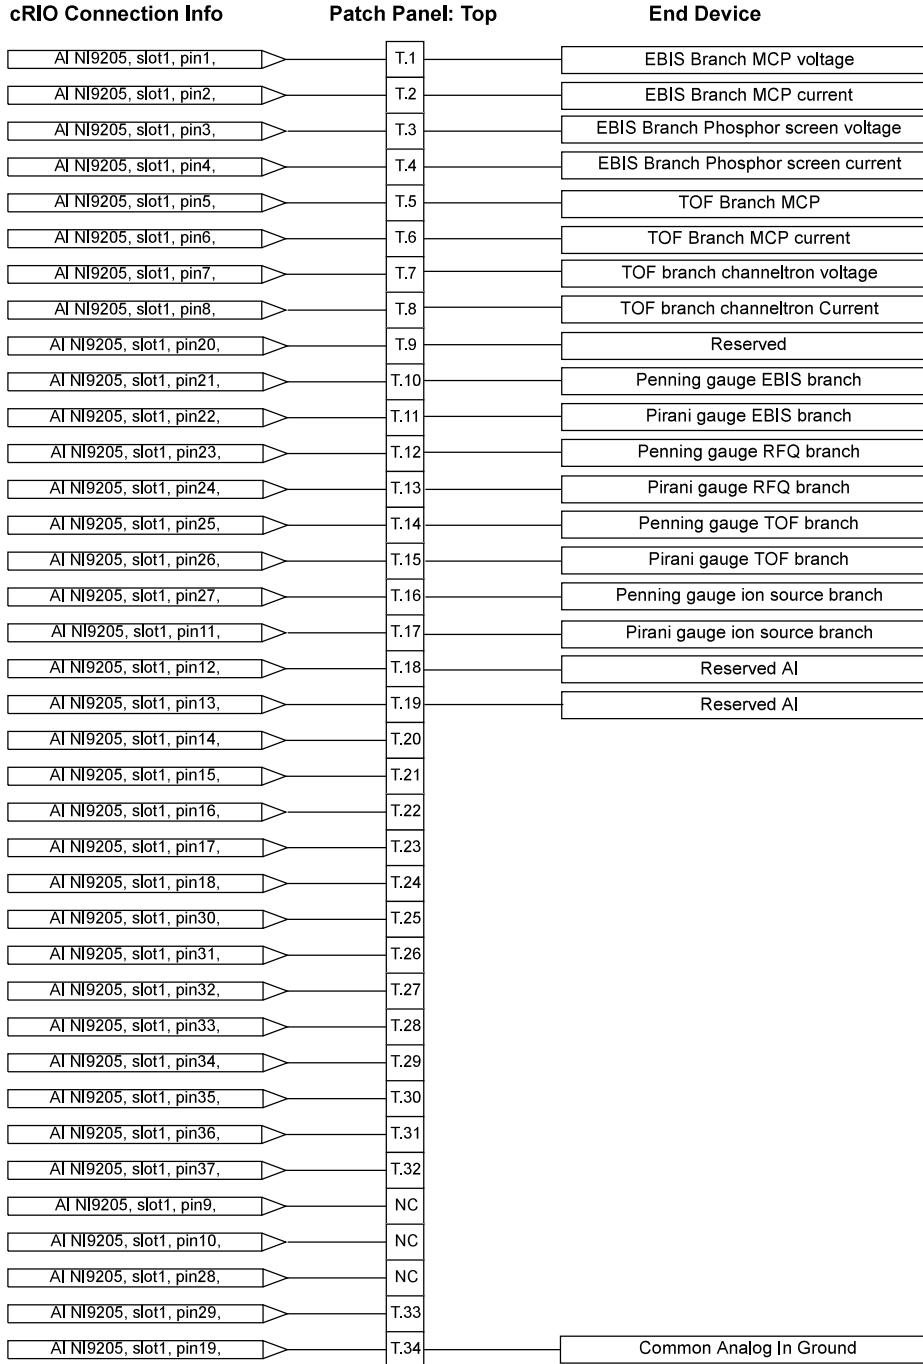 cRIO Connection Info Patch Panel: Top End Device
AI NI9205, slot1, pin1, T.1 EBIS Branch MCP voltage
AI NI9205, slot1, pin2, T.2 EBIS Branch MCP current
AI NI9205, slot1, pin3, T.3 EBIS Branch Phosphor screen voltage
AI NI9205, slot1, pin4, T.4 EBIS Branch Phosphor screen current
AI NI9205, slot1, pin5, T.5 TOF Branch MCP
AI NI9205, slot1, pin6, T.6 TOF Branch MCP current
AI NI9205, slot1, pin7, T.7 TOF branch channeltron voltage
AI NI9205, slot1, pin8, T.8 TOF branch channeltron Current
AI NI9205, slot1, pin20, T.9 Reserved
AI NI9205, slot1, pin21, T.10 Penning gauge EBIS branch
AI NI9205, slot1, pin22, T.11 Pirani gauge EBIS branch
AI NI9205, slot1, pin23, T.12 Penning gauge RFQ branch
AI NI9205, slot1, pin24, T.13 Pirani gauge RFQ branch
AI NI9205, slot1, pin25, T.14 Penning gauge TOF branch
AI NI9205, slot1, pin26, T.15 Pirani gauge TOF branch
AI NI9205, slot1, pin27, T.16 Penning gauge ion source branch
AI NI9205, slot1, pin11, T.17 Pirani gauge ion source branch
AI NI9205, slot1, pin12, T.18 Reserved AI
AI NI9205, slot1, pin13, T.19 Reserved AI
AI NI9205, slot1, pin14, T.20
AI NI9205, slot1, pin15, T.21
AI NI9205, slot1, pin16, T.22
AI NI9205, slot1, pin17, T.23
AI NI9205, slot1, pin18, T.24
AI NI9205, slot1, pin30, T.25
AI NI9205, slot1, pin31, T.26
AI NI9205, slot1, pin32, T.27
AI NI9205, slot1, pin33, T.28
AI NI9205, slot1, pin34, T.29
AI NI9205, slot1, pin35, T.30
AI NI9205, slot1, pin36, T.31
AI NI9205, slot1, pin37, T.32
AI NI9205, slot1, pin9, NC
AI NI9205, slot1, pin10, NC
AI NI9205, slot1, pin28, NC
AI NI9205, slot1, pin29, T.33
AI NI9205, slot1, pin19, T.34 Common Analog In Ground